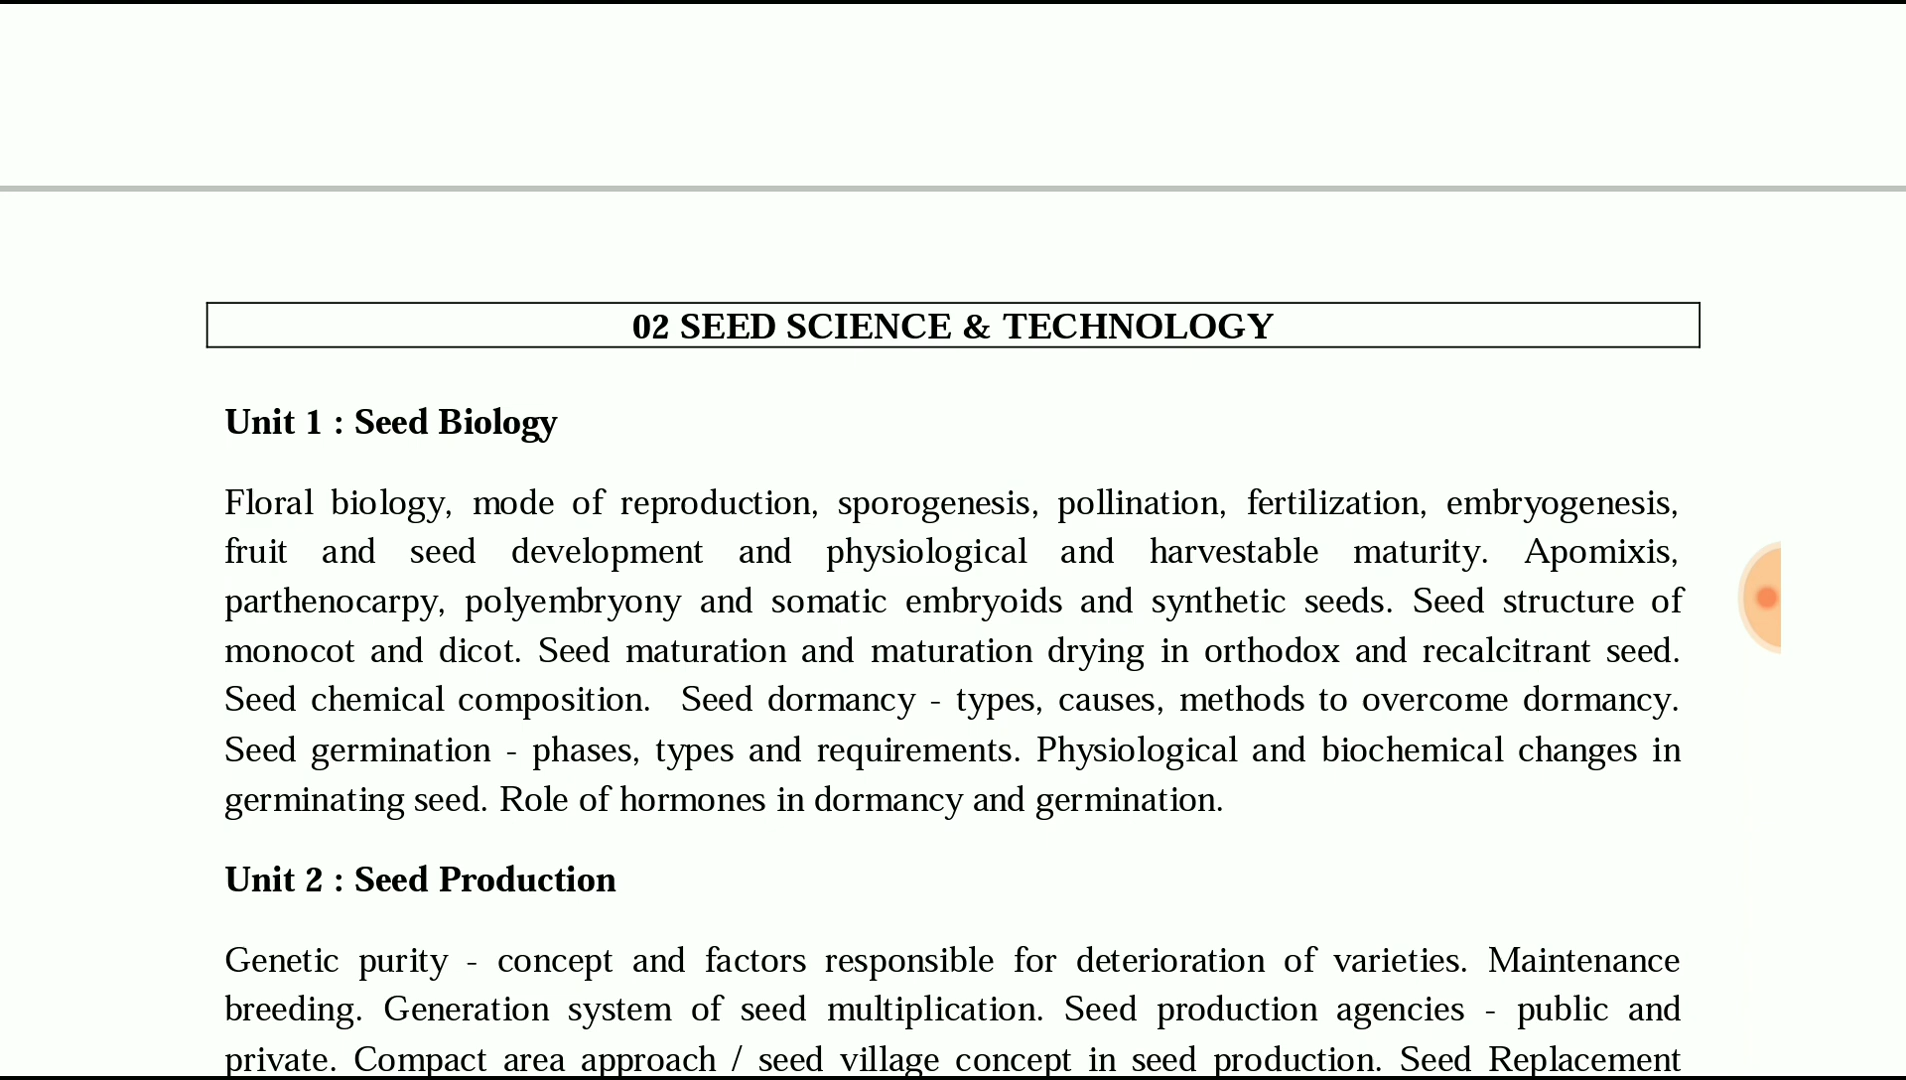 02 SEED SCIENCE & TECHNOLOGY
Unit 1 : Seed Biology
Floral biology, mode of reproduction, sporogenesis, pollination, fertilization, embryogenesis,
fruit and seed development and physiological and harvestable maturity. Apomixis,
parthenocarpy, polyembryony and somatic embryoids and synthetic seeds. Seed structure of
monocot and dicot. Seed maturation and maturation drying in orthodox and recalcitrant seed.
Seed chemical composition. Seed dormancy - types, causes, methods to overcome dormancy.
Seed germination - phases, types and requirements. Physiological and biochemical changes in
germinating seed. Role of hormones in dormancy and germination.
Unit 2 : Seed Production
Genetic purity - concept and factors responsible for deterioration of varieties. Maintenance
breeding. Generation system of seed multiplication. Seed production agencies - public and
private. Compact area approach / seed village concept in seed production. Seed Replacement